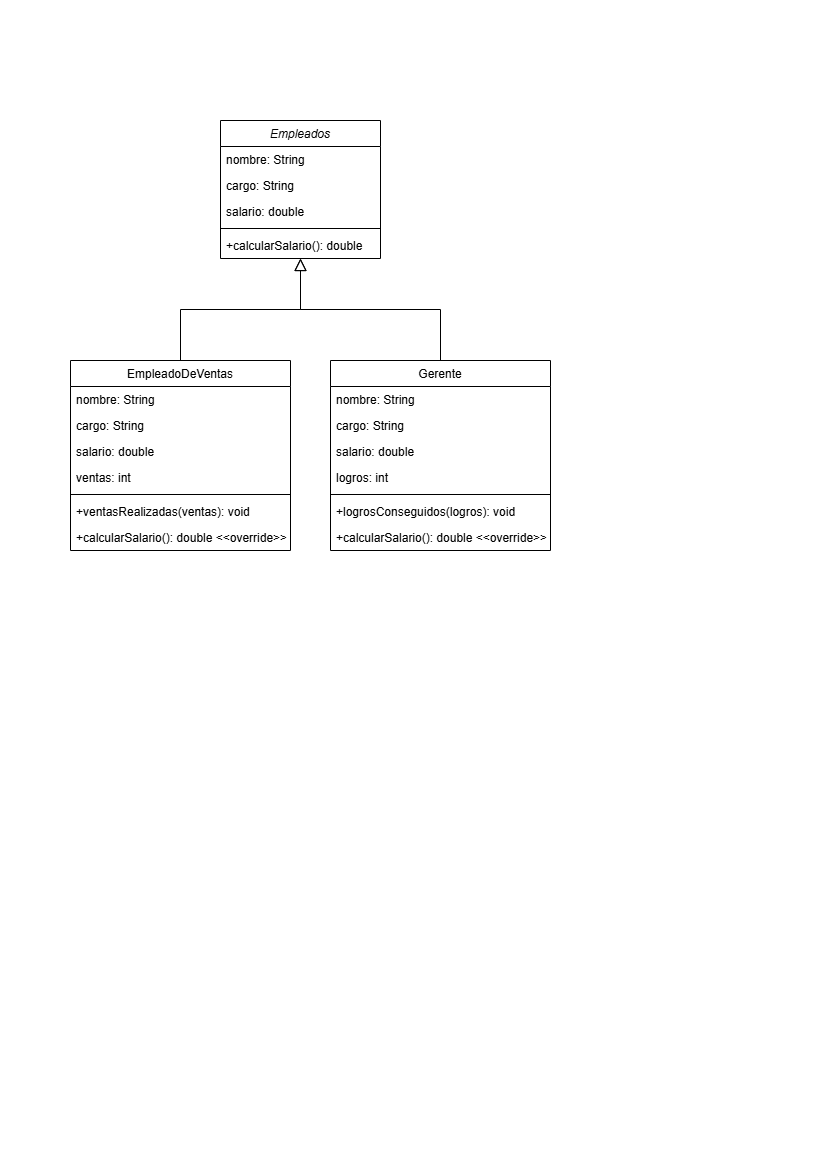 Empleados
nombre: String
cargo: String
salario: double
+calcularSalario(): double
EmpleadoDeVentas
nombre: String
cargo: String
salario: double
ventas: int
+ventasRealizadas(ventas): void
+calcularSalario(): double <<override>>
Gerente
nombre: String
cargo: String
salario: double
logros: int
+logrosConseguidos(logros): void
+calcularSalario(): double <<override>>